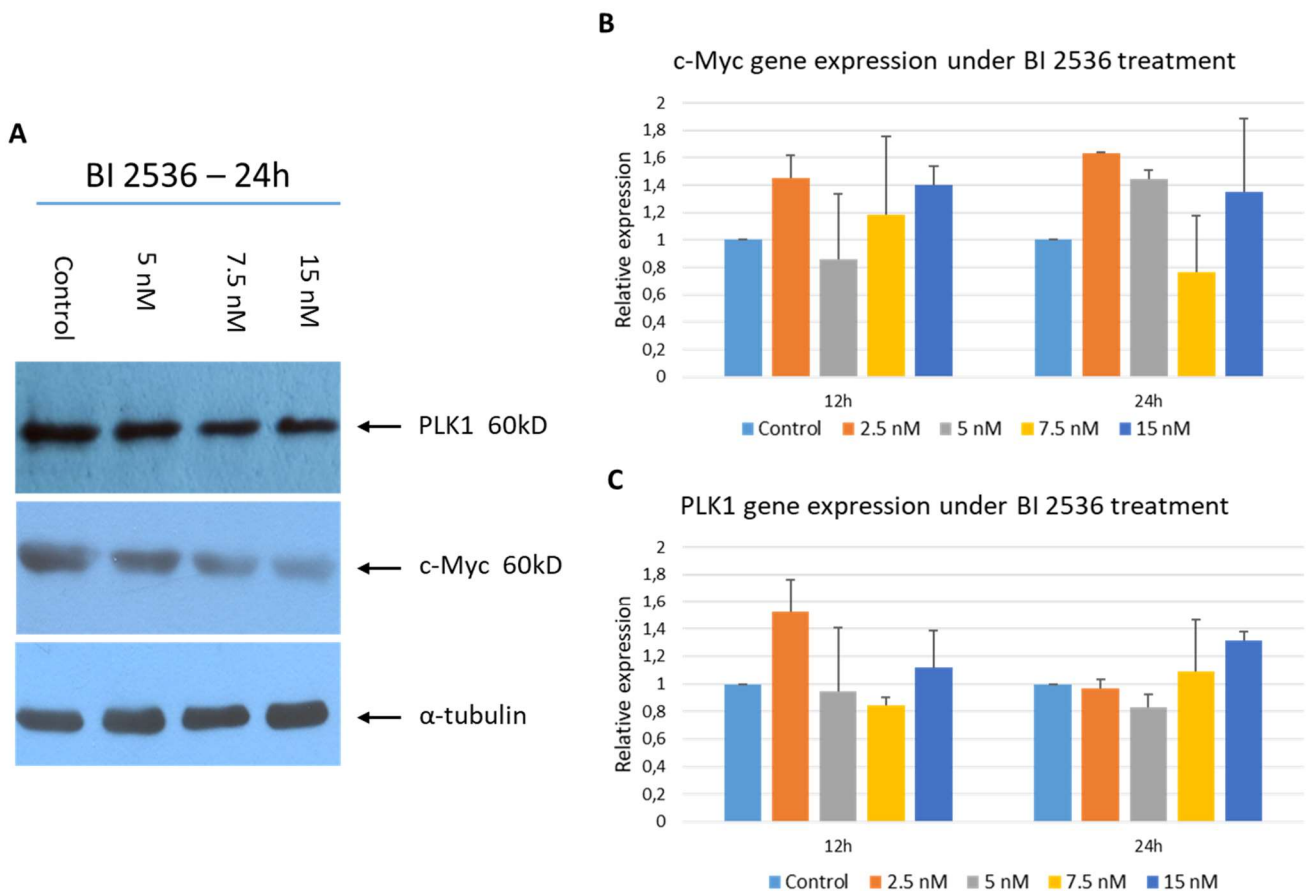 A
BI 2536 – 24h
Control
5 nM
7.5 nM
15 nM
PLK1 60kD
c-Myc 60kD
α-tubulin
B
c-Myc gene expression under BI 2536 treatment
Relative expression
2
1,8
1,6
1,4
1,2
1
0,8
0,6
0,4
0,2
0
12h
24h
Control 2.5 nM 5 nM 7.5 nM 15 nM
C
PLK1 gene expression under BI 2536 treatment
Relative expression
2
1,8
1,6
1,4
1,2
1
0,8
0,6
0,4
0,2
0
12h
24h
Control 2.5 nM 5 nM 7.5 nM 15 nM